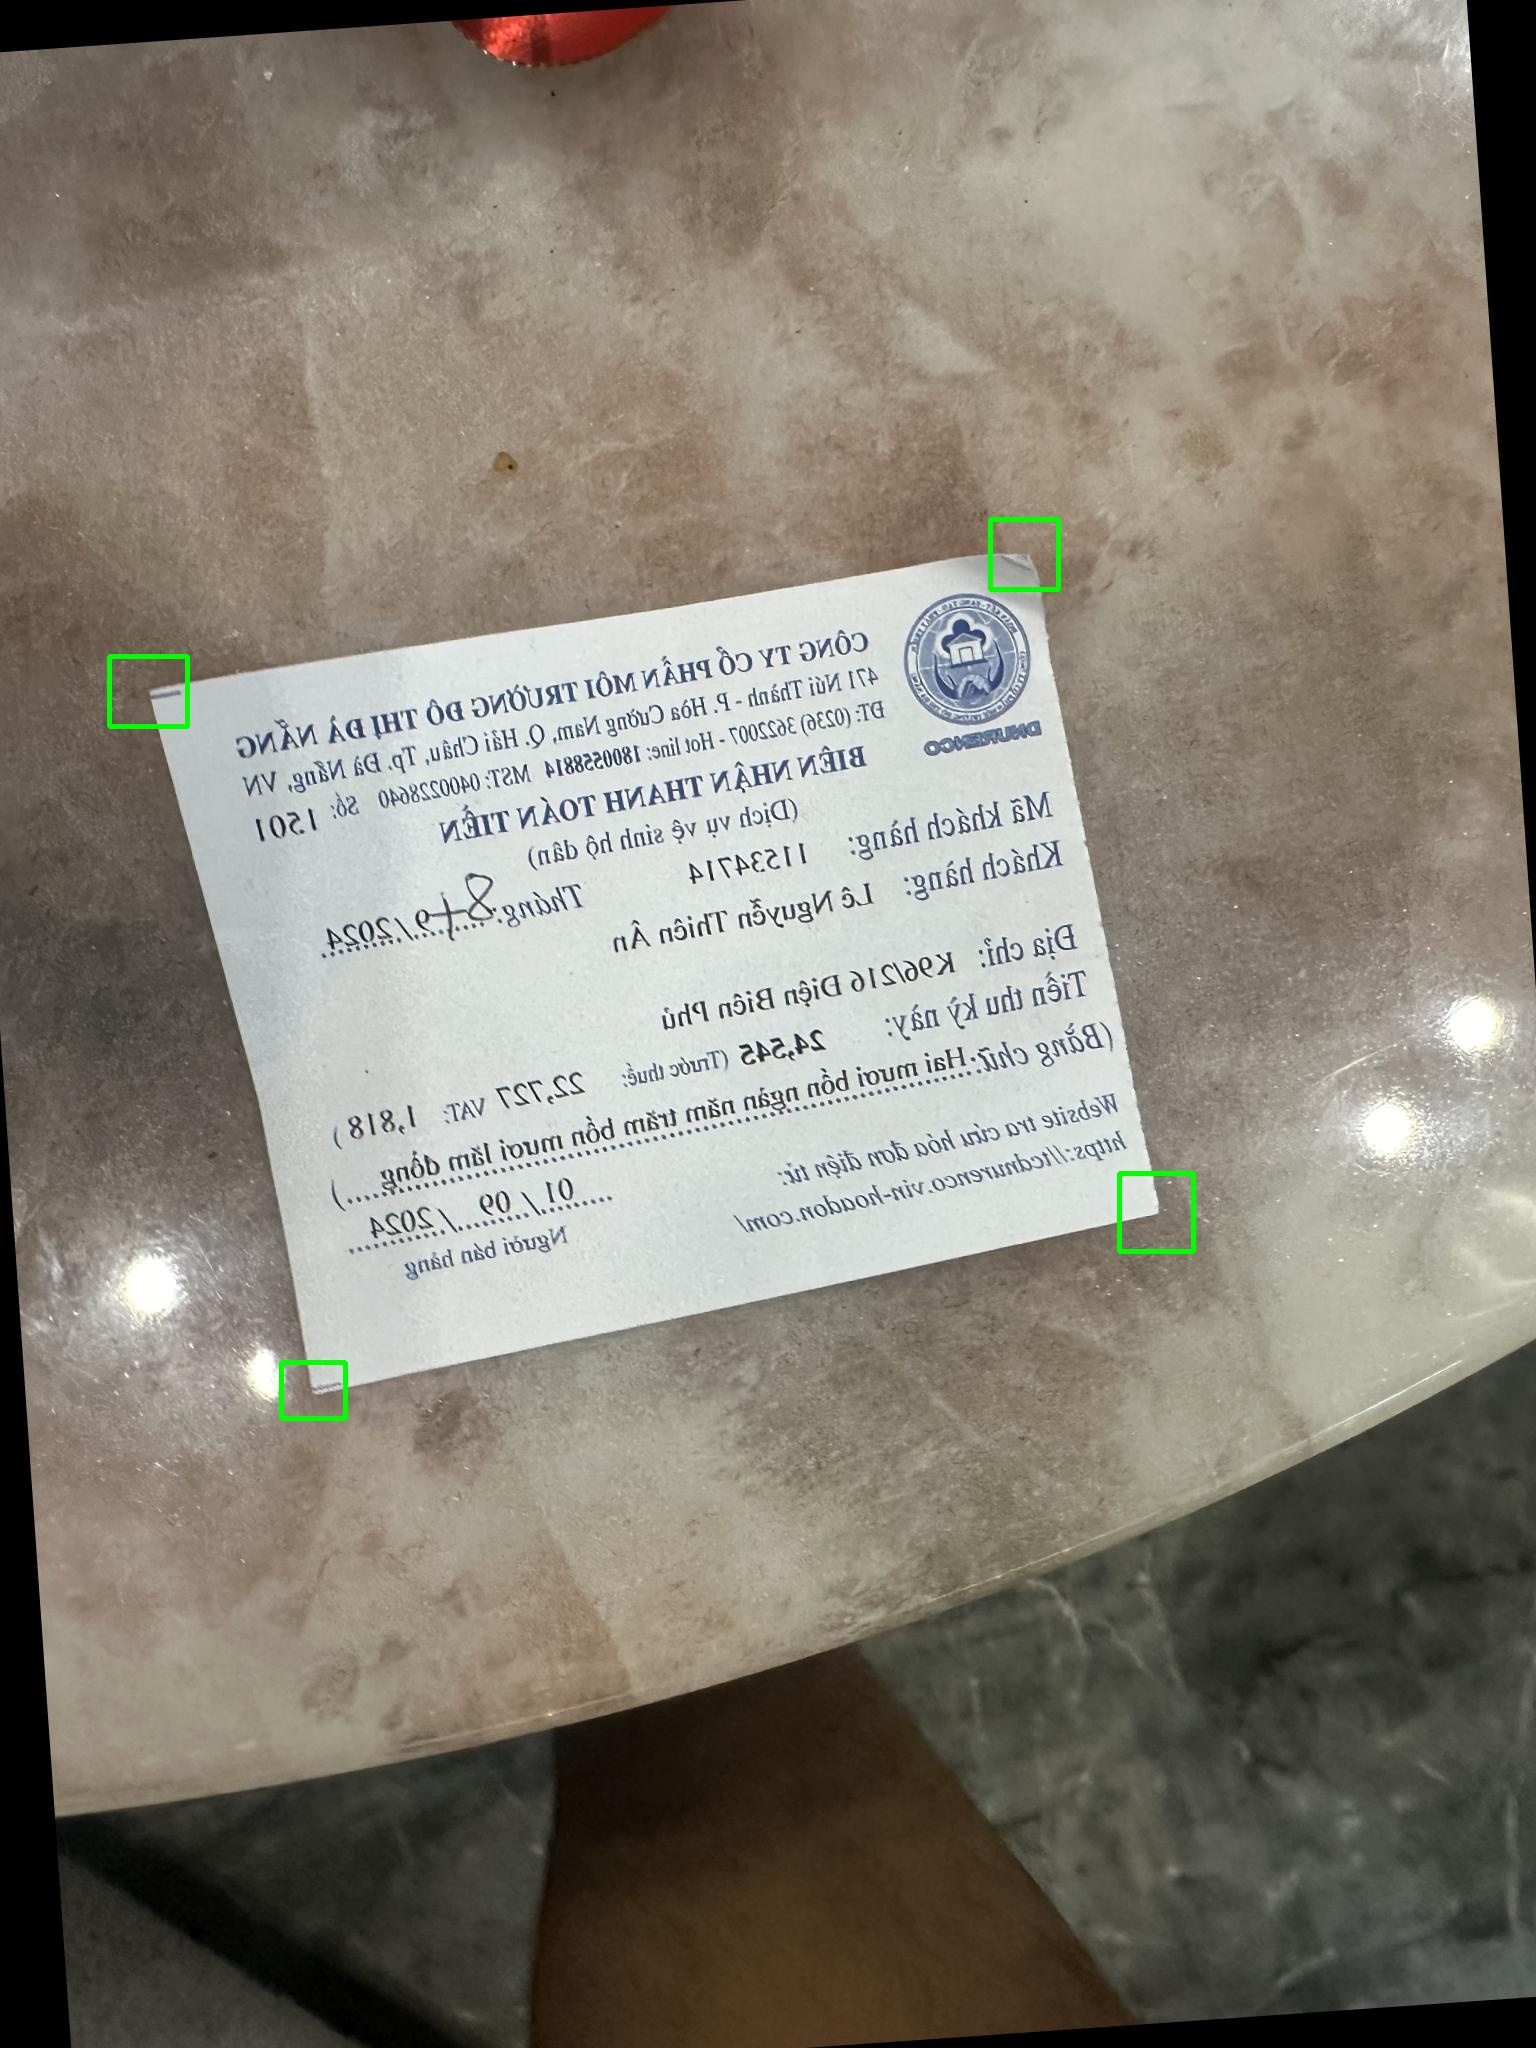 DNURENCO
CÔNG TY CỔ PHẦN MÔI TRƯỜNG ĐÔ THỊ ĐÀ NẴNG
471 Núi Thành - P. Hòa Cường Nam, Q. Hải Châu, Tp. Đà Nẵng, VN
ĐT: (0236) 3622007 - Hot line: 1800558814 MST: 0400228640 Số: 1501
BIÊN NHẬN THANH TOÁN TIỀN
(Dịch vụ vệ sinh hộ dân)
Mã khách hàng: 11534714 Tháng: 8+9/2024
Khách hàng: Lê Nguyễn Thiên Ân
Địa chỉ: K96/216 Điện Biên Phủ
Tiền thu kỳ này: 24,545 (Trước thuế: 22,727 VAT: 1,818 )
(Bằng chữ: Hai mươi bốn ngàn năm trăm bốn mươi lăm đồng.....)
Website tra cứu hóa đơn điện tử: .....01/09/2024
https://tcdnurenco.vin-hoadon.com/ Người bán hàng